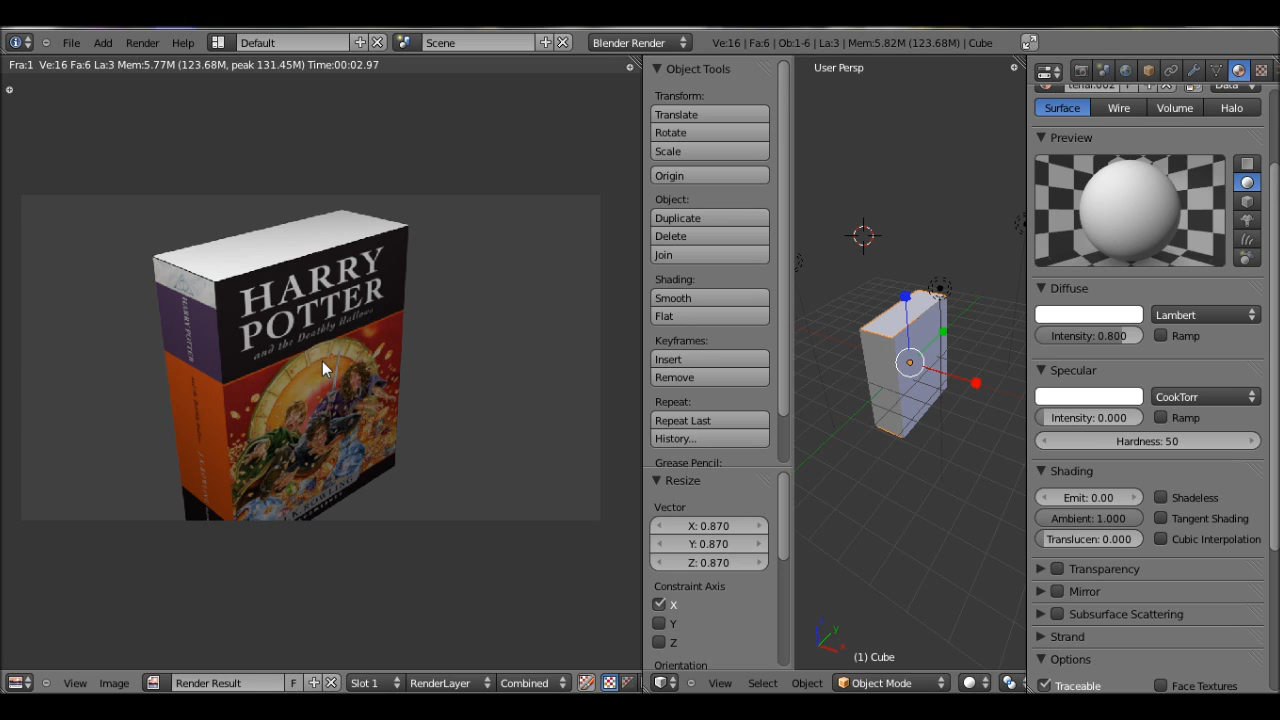 File Add Render Help Default Scene Blender Render Ve:16 | Fa:6 | Ob:1-6 | La:3 | Mem:5.82M (123.68M) | Cube
Fra:1 Ve:16 Fa:6 La:3 Mem:5.77M (123.68M, peak 131.45M) Time:00:02.97
HARRY
POTTER
and the Deathly Hallows
HARRY POTTER
J.K. ROWLING
Object Tools
Transform:
Translate
Rotate
Scale
Origin
Object:
Duplicate
Delete
Join
Shading:
Smooth
Flat
Keyframes:
Insert
Remove
Repeat:
Repeat Last
History...
Grease Pencil:
Resize
Vector
X: 0.870
Y: 0.870
Z: 0.870
Constraint Axis
X
Y
Z
Orientation
User Persp
(1) Cube
Data
Surface Wire Volume Halo
Preview
Diffuse
Lambert
Intensity: 0.800 Ramp
Specular
CookTorr
Intensity: 0.000 Ramp
Hardness: 50
Shading
Emit: 0.00 Shadeless
Ambient: 1.000 Tangent Shading
Translucen: 0.000 Cubic Interpolation
Transparency
Mirror
Subsurface Scattering
Strand
Options
Traceable Face Textures
View Image Render Result F Slot 1 RenderLayer Combined
View Select Object Object Mode